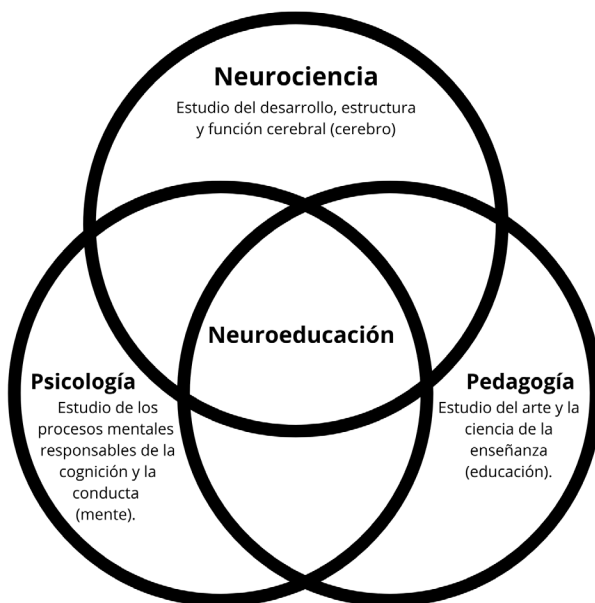 Neurociencia
Estudio del desarrollo, estructura
y función cerebral (cerebro)
Neuroeducación
Psicología
Estudio de los
procesos mentales
responsables de la
cognición y la
conducta
(mente).
Pedagogía
Estudio del arte y la
ciencia de la
enseñanza
(educación).